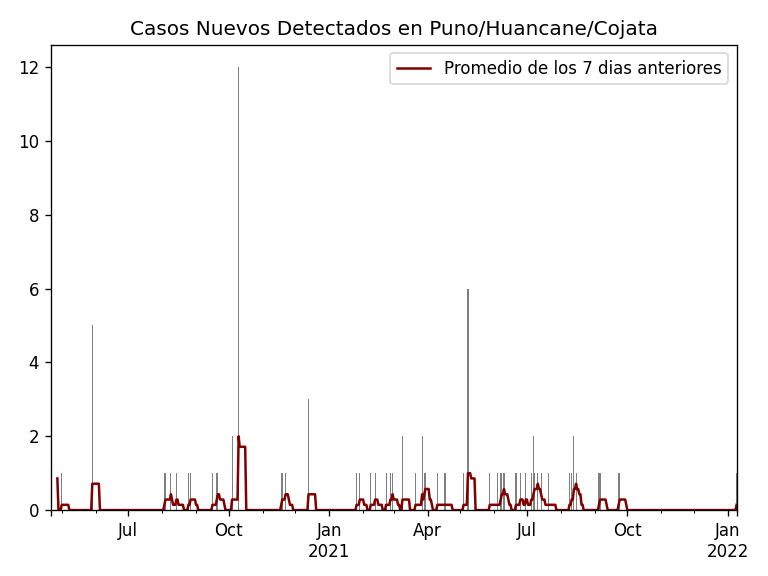 Casos Nuevos Detectados en Puno/Huancane/Cojata
Promedio de los 7 dias anteriores
12
10
8
6
4
2
0
Jul
Oct
Jan
2021
Apr
Jul
Oct
Jan
2022